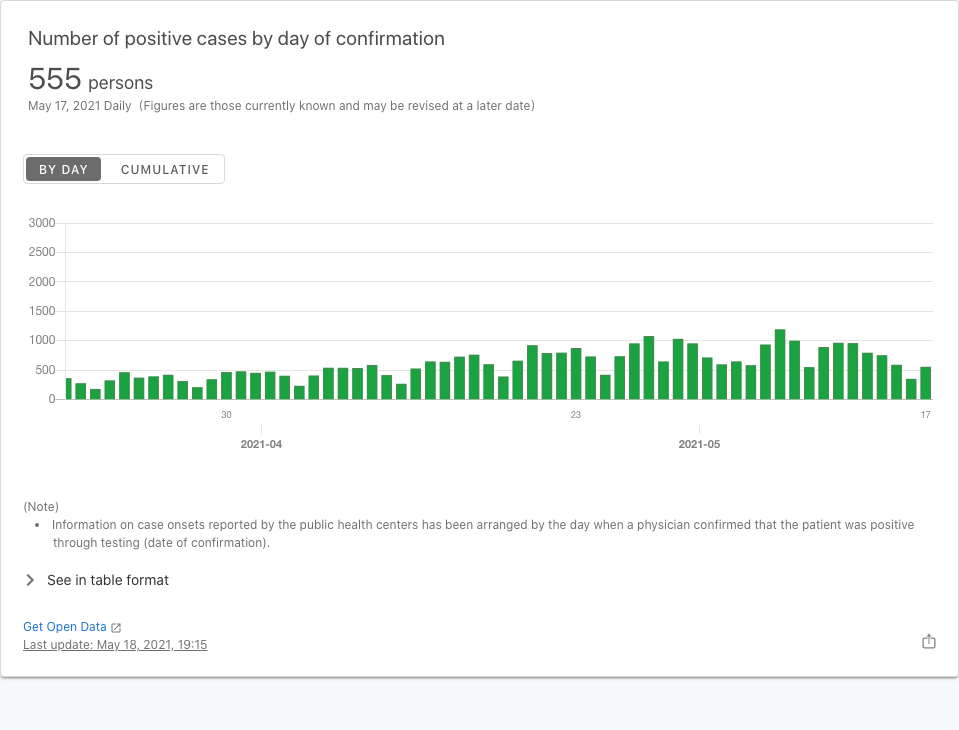 Number of positive cases by day of confirmation
555 persons
May 17, 2021 Daily (Figures are those currently known and may be revised at a later date)
BY DAY CUMULATIVE
3000
2500
2000
1500
1000
500
0
30 23 17
2021-04 2021-05
(Note)
• Information on case onsets reported by the public health centers has been arranged by the day when a physician confirmed that the patient was positive
through testing (date of confirmation).
See in table format
Get Open Data
Last update: May 18, 2021, 19:15